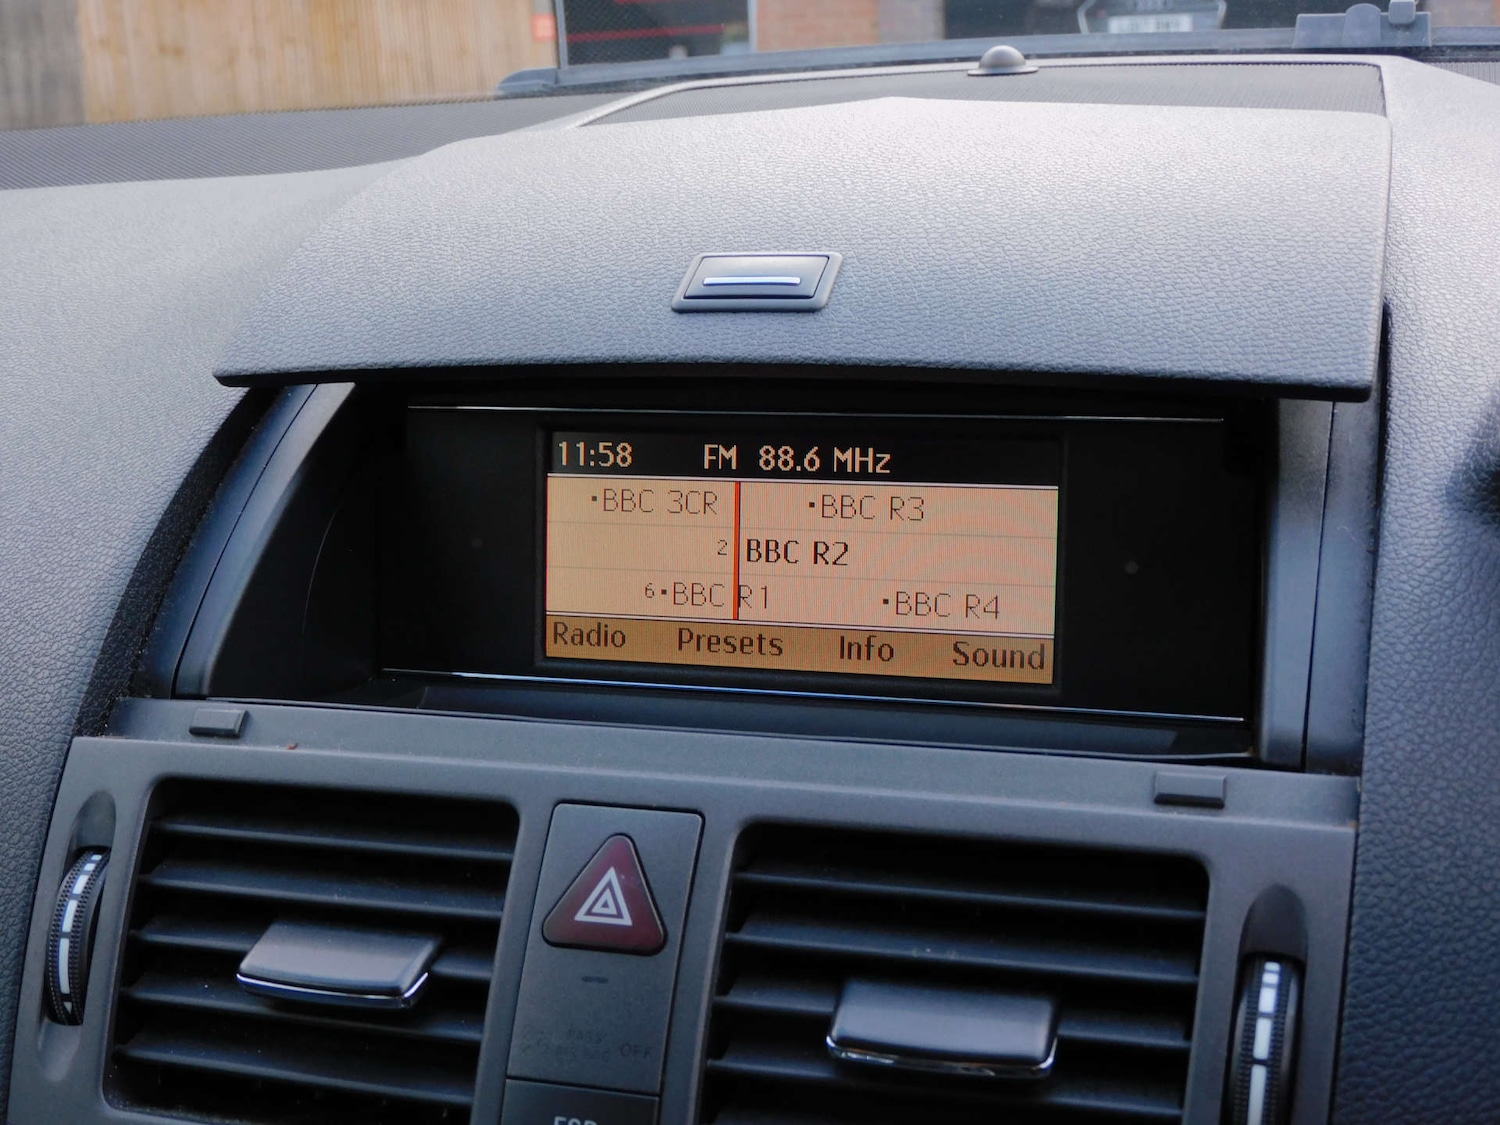 11:58 FM 88.6 MHz
•BBC 3CR •BBC R3
2 BBC R2
6•BBC R1 •BBC R4
Radio Presets Info Sound
OFF